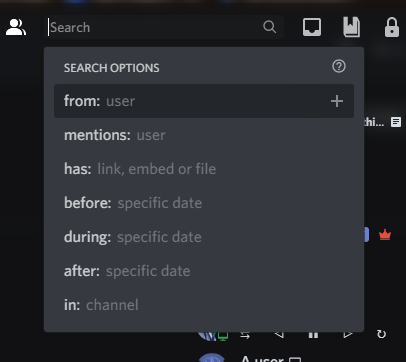 Search
SEARCH OPTIONS
from: user
mentions: user
has: link, embed or file
before: specific date
during: specific date
after: specific date
in: channel
A user